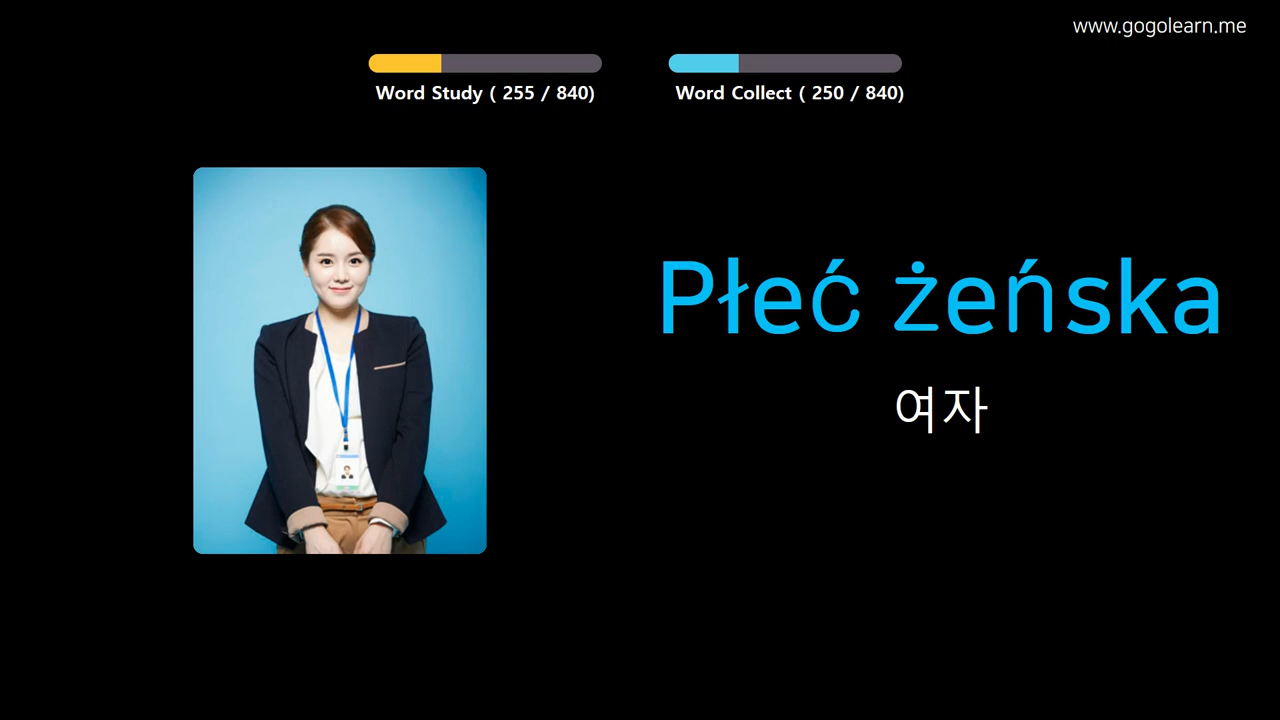 www.gogolearn.me
Word Study ( 255 / 840)
Word Collect ( 250 / 840)
Płeć żeńska
여자